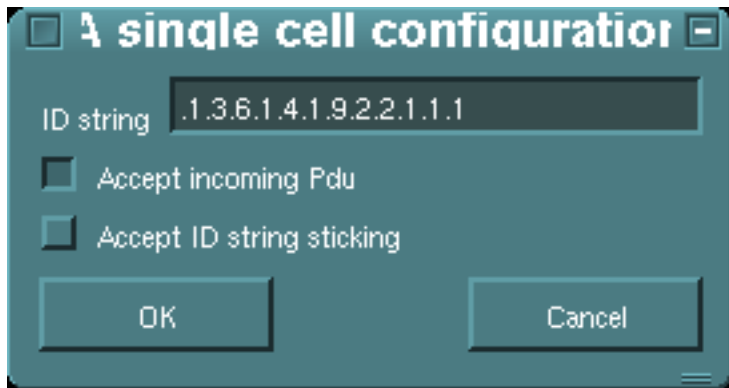 A single cell configuration
ID string .1.3.6.1.4.1.9.2.2.1.1.1
Accept incoming Pdu
Accept ID string sticking
OK Cancel